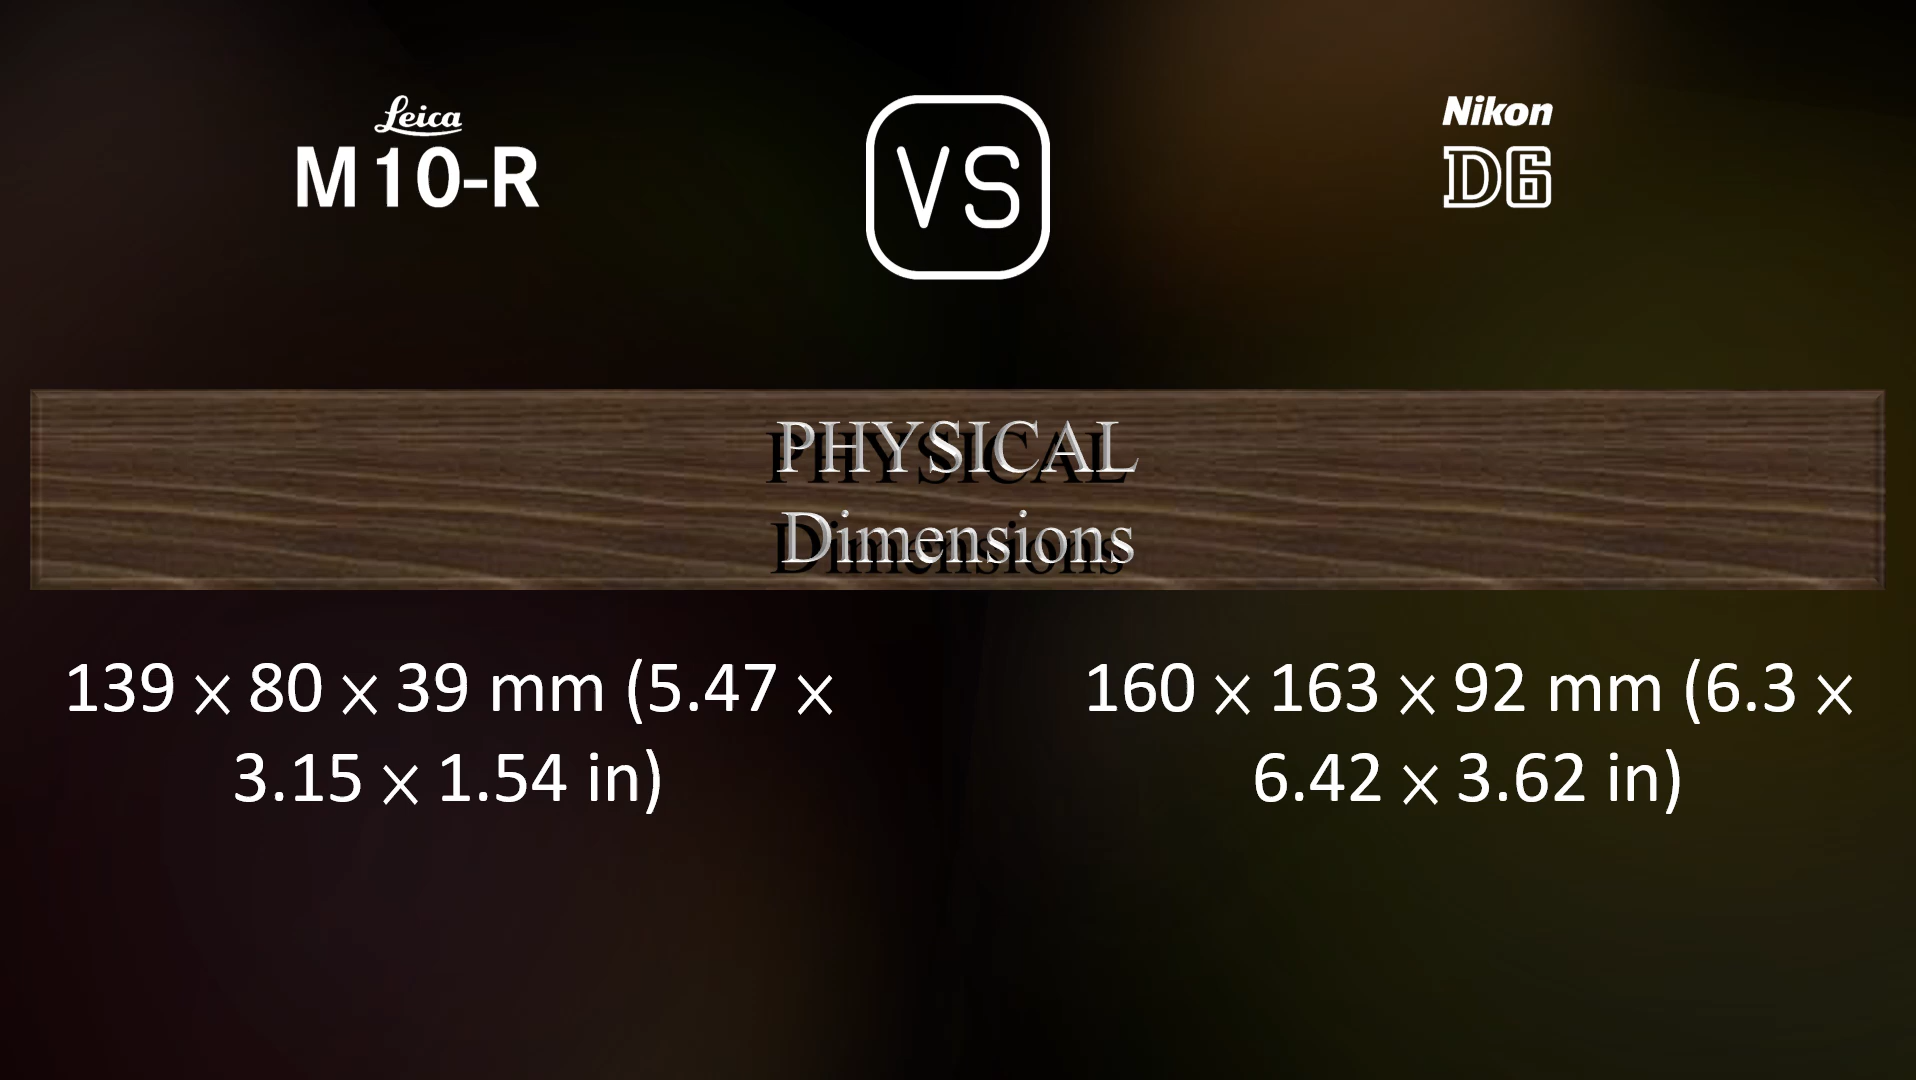 Leica
M10-R
VS
Nikon
D6
PHYSICAL
Dimensions
139 x 80 x 39 mm (5.47 x
3.15 x 1.54 in)
160 x 163 x 92 mm (6.3 x
6.42 x 3.62 in)